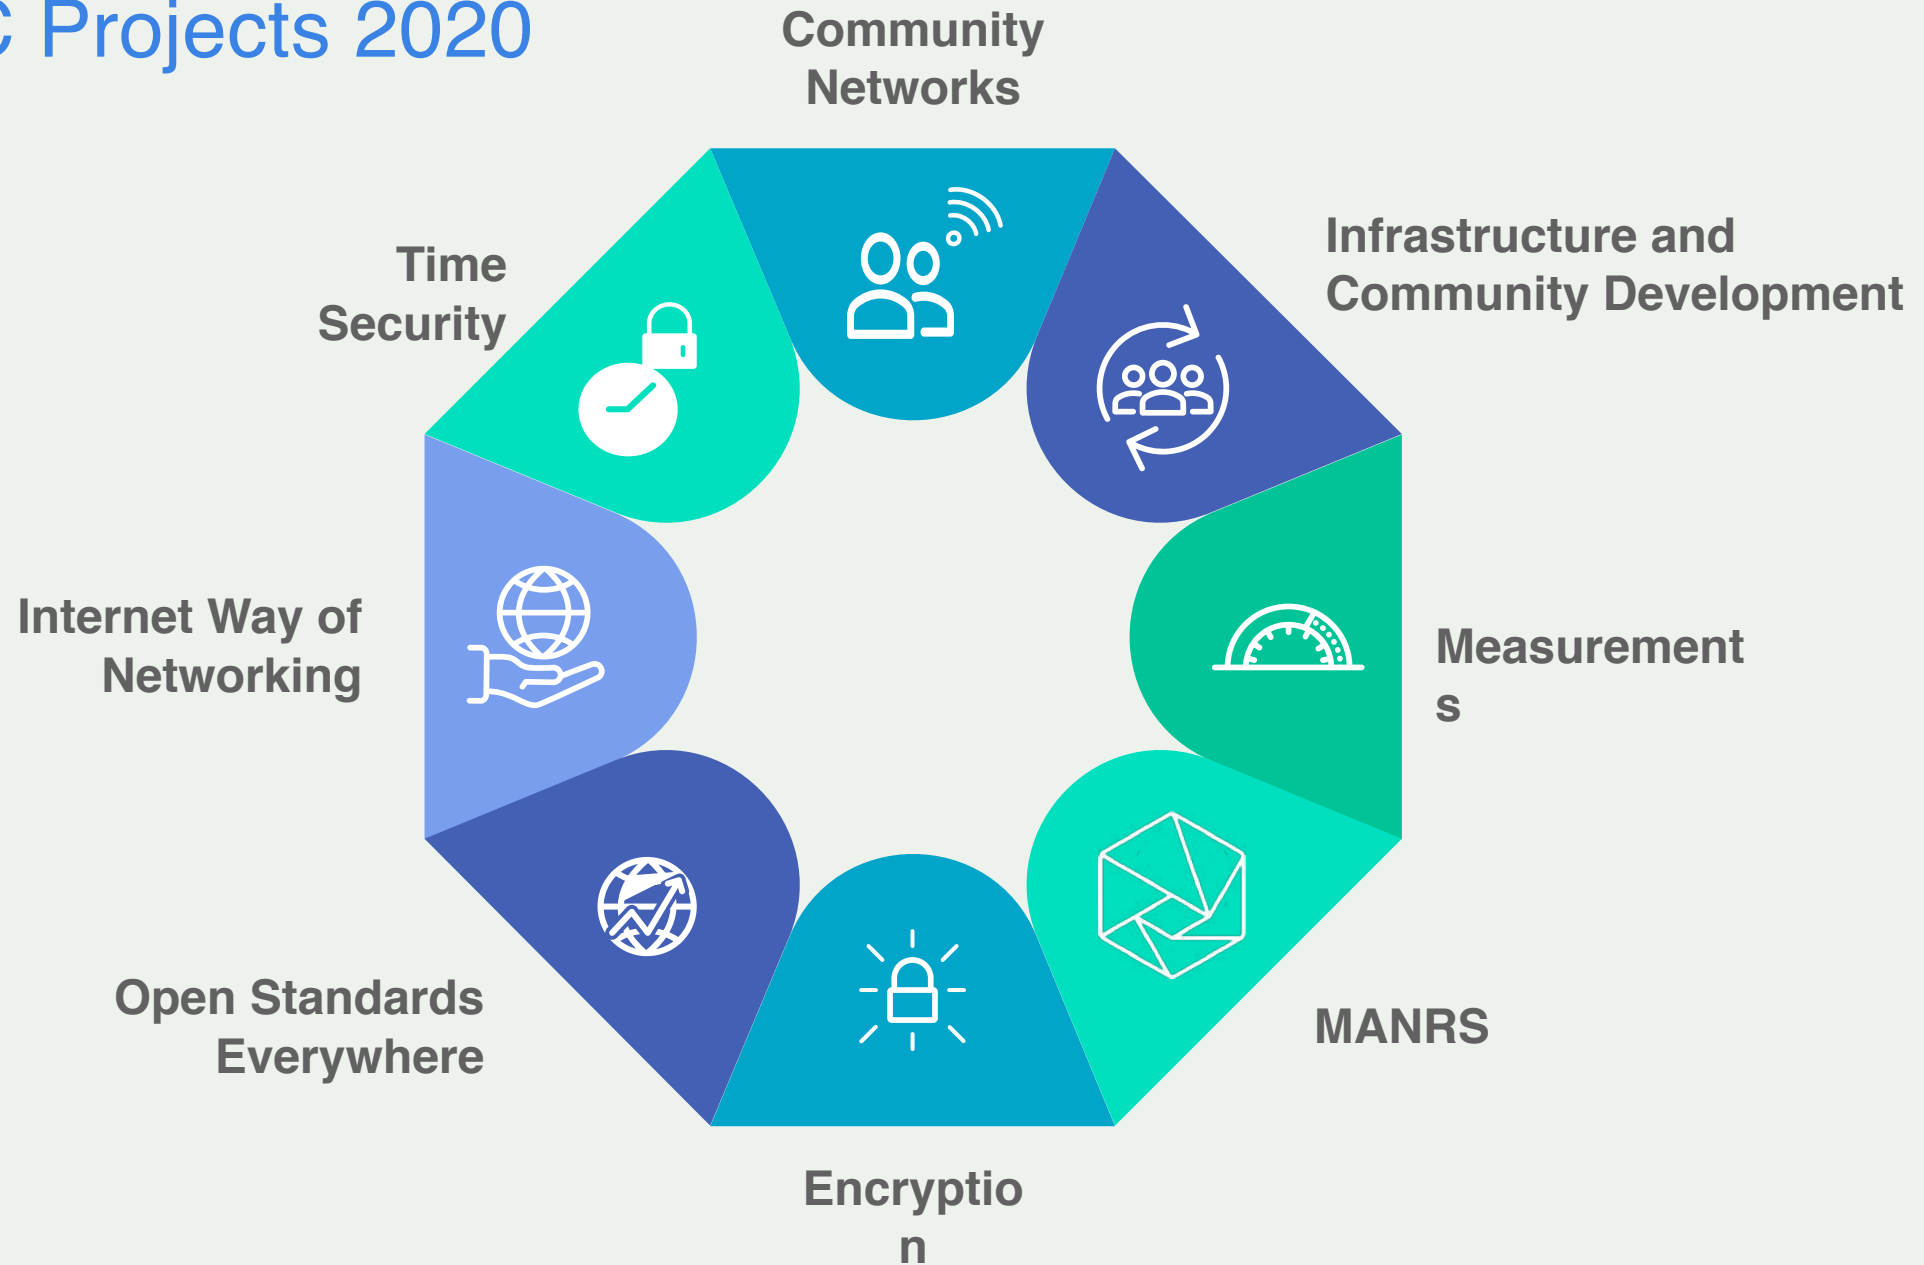 C Projects 2020
Community
Networks
Infrastructure and
Community Development
Time
Security
Internet Way of
Networking
Measurement
s
Open Standards
Everywhere
MANRS
Encryptio
n